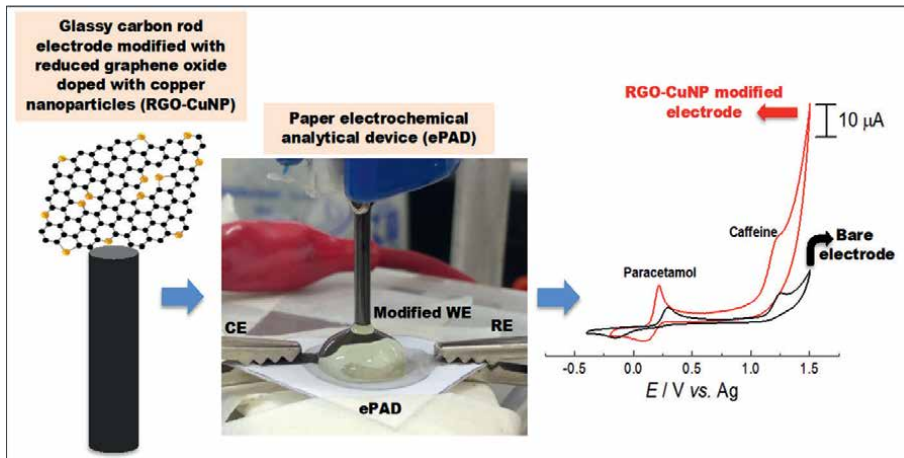 Glassy carbon rod
electrode modified with
reduced graphene oxide
doped with copper
nanoparticles (RGO-CuNP)
Paper electrochemical
analytical device (ePAD)
CE
Modified WE
RE
ePAD
RGO-CuNP modified
electrode
10 µA
Caffeine
Bare
electrode
Paracetamol
-0.5 0.0 0.5 1.0 1.5
E / V vs. Ag